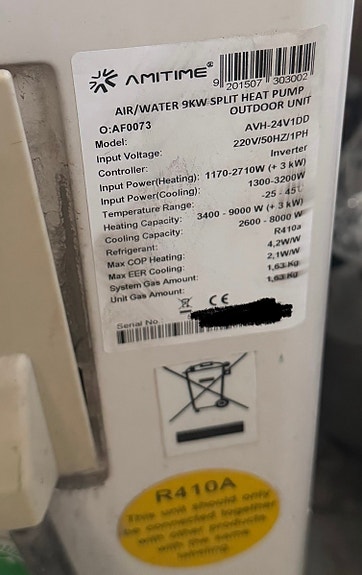 AMITIME®
9 201507 303002
AIR/WATER 9KW SPLIT HEAT PUMP
OUTDOOR UNIT
O:AF0073
Model: AVH-24V1DD
Input Voltage: 220V/50HZ/1PH
Controller: Inverter
Input Power(Heating): 1170-2710W (+ 3 kW)
Input Power(Cooling): 1300-3200W
Temperature Range: -25 - 45
Heating Capacity: 3400 - 9000 W (+ 3 kW)
Cooling Capacity: 2600 - 8000 W
Refrigerant: R410a
Max COP Heating: 4,2W/W
Max EER Cooling: 2,1W/W
System Gas Amount: 1,63 Kg
Unit Gas Amount: 1,63 Kg
CE
Serial No
R410A
This unit should only
be connected together
with other products
with the same
labeling.